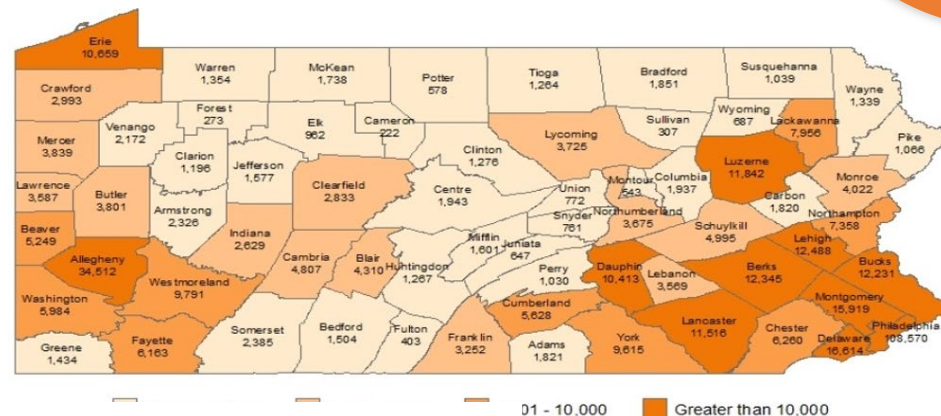 Erie
10,659
Crawford
2,993
Mercer
3,839
Lawrence
3,587
Beaver
5,249
Allegheny
34,512
Washington
5,984
Greene
1,434
Warren
1,354
Forest
273
Venango
2,172
Clarion
1,196
Butler
3,801
Armstrong
2,326
Westmoreland
9,791
Fayette
6,163
McKean
1,738
Elk
962
Jefferson
1,577
Indiana
2,629
Cambria
4,807
Somerset
2,385
Potter
578
Cameron
222
Clearfield
2,833
Blair
4,310
Bedford
1,504
Tioga
1,264
Clinton
1,276
Centre
1,943
Huntingdon
1,267
Fulton
403
Bradford
1,851
Lycoming
3,725
Union
772
Snyder
761
Mifflin
1,601
Juniata
647
Perry
1,030
Cumberland
5,628
Franklin
3,252
Adams
1,821
Susquehanna
1,039
Sullivan
307
Wyoming
687
Lackawanna
7,956
Wayne
1,339
Pike
1,066
Luzerne
11,842
Columbia
1,937
Montour
543
Northumberland
3,675
Monroe
4,022
Carbon
1,820
Northampton
7,358
Schuylkill
4,995
Lehigh
12,488
Dauphin
10,413
Lebanon
3,569
Berks
12,345
Bucks
12,231
Montgomery
15,919
York
9,615
Lancaster
11,516
Chester
6,260
Delaware
16,614
Philadelphia
108,570
01 - 10,000
Greater than 10,000